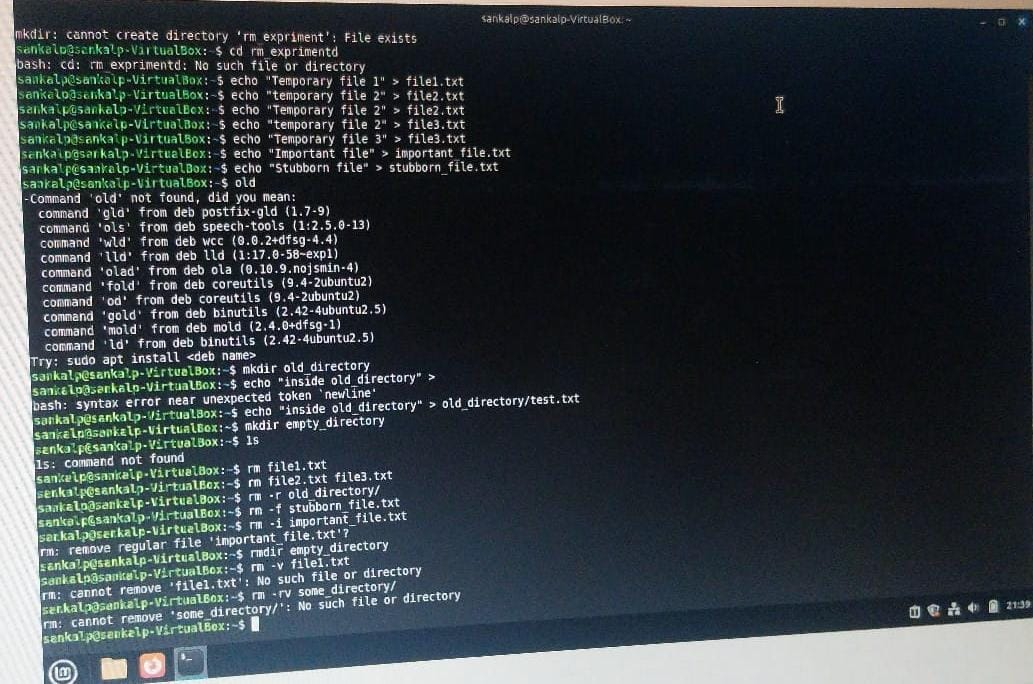 sankalp@sankalp-VirtualBox: ~
mkdir: cannot create directory 'rm_expriment': File exists
sankalp@sankalp-VirtualBox:~$ cd rm_exprimentd
bash: cd: rm_exprimentd: No such file or directory
sankalp@sankalp-VirtualBox:~$ echo "Temporary file 1" > file1.txt
sankalp@sankalp-VirtualBox:~$ echo "temporary file 2" > file2.txt
sankalp@sankalp-VirtualBox:~$ echo "Temporary file 2" > file2.txt
sankalp@sankalp-VirtualBox:~$ echo "temporary file 2" > file3.txt
sankalp@sankalp-VirtualBox:~$ echo "Temporary file 3" > file3.txt
sankalp@sankalp-VirtualBox:~$ echo "Important file" > important_file.txt
sankalp@sankalp-VirtualBox:~$ echo "Stubborn file" > stubborn_file.txt
sankalp@sankalp-VirtualBox:~$ old
-Command 'old' not found, did you mean:
command 'gld' from deb postfix-gld (1.7-9)
command 'ols' from deb speech-tools (1:2.5.0-13)
command 'wld' from deb wcc (0.0.2+dfsg-4.4)
command 'lld' from deb lld (1:17.0-58~exp1)
command 'olad' from deb ola (0.10.9.nojsmin-4)
command 'fold' from deb coreutils (9.4-2ubuntu2)
command 'od' from deb coreutils (9.4-2ubuntu2)
command 'gold' from deb binutils (2.42-4ubuntu2.5)
command 'mold' from deb mold (2.4.0+dfsg-1)
command 'ld' from deb binutils (2.42-4ubuntu2.5)
Try: sudo apt install <deb name>
sankalp@sankalp-VirtualBox:~$ mkdir old_directory
sankalp@sankalp-VirtualBox:~$ echo "inside old_directory" >
bash: syntax error near unexpected token `newline'
sankalp@sankalp-VirtualBox:~$ echo "inside old_directory" > old_directory/test.txt
sankalp@sankalp-VirtualBox:~$ mkdir empty_directory
sankalp@sankalp-VirtualBox:~$ 1s
1s: command not found
sankalp@sankalp-VirtualBox:~$ rm file1.txt
sankalp@sankalp-VirtualBox:~$ rm file2.txt file3.txt
sankalp@sankalp-VirtualBox:~$ rm -r old_directory/
sankalp@sankalp-VirtualBox:~$ rm -f stubborn_file.txt
sankalp@sankalp-VirtualBox:~$ rm -i important_file.txt
rm: remove regular file 'important_file.txt'?
sankalp@sankalp-VirtualBox:~$ rmdir empty_directory
sankalp@sankalp-VirtualBox:~$ rm -v file1.txt
rm: cannot remove 'file1.txt': No such file or directory
sankalp@sankalp-VirtualBox:~$ rm -rv some_directory/
rm: cannot remove 'some_directory/': No such file or directory
sankalp@sankalp-VirtualBox:~$
21:39